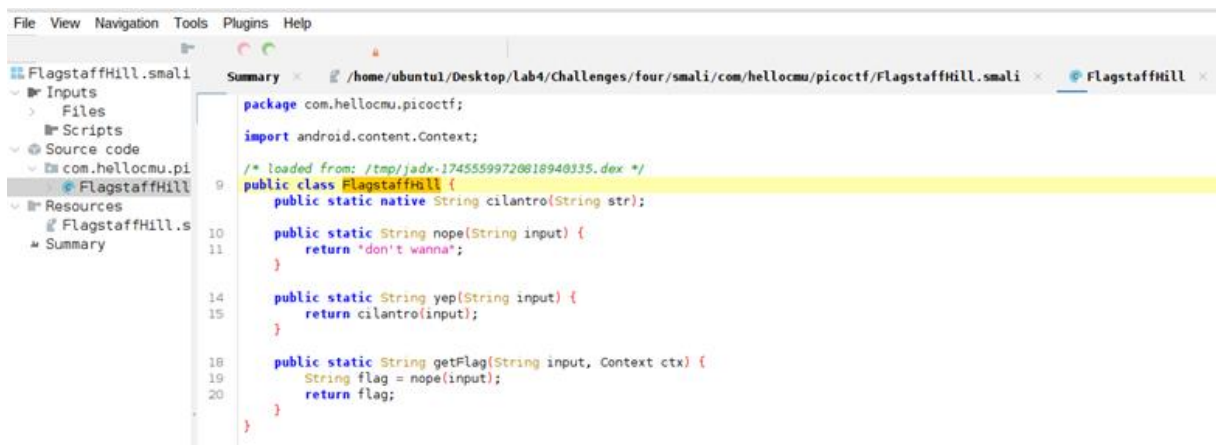 File View Navigation Tools Plugins Help
FlagstaffHill.smali
Inputs
Files
Scripts
Source code
com.hellocmu.pi
FlagstaffHill
Resources
FlagstaffHill.s
Summary
Summary × /home/ubuntu1/Desktop/lab4/Challenges/four/smali/com/hellocmu/picoctf/FlagstaffHill.smali × FlagstaffHill ×
package com.hellocmu.picoctf;
import android.content.Context;
/* loaded from: /tmp/jadx-17455599720818940335.dex */
9 public class FlagstaffHill {
public static native String cilantro(String str);
10 public static String nope(String input) {
11 return "don't wanna";
}
14 public static String yep(String input) {
15 return cilantro(input);
}
18 public static String getFlag(String input, Context ctx) {
19 String flag = nope(input);
20 return flag;
}
}